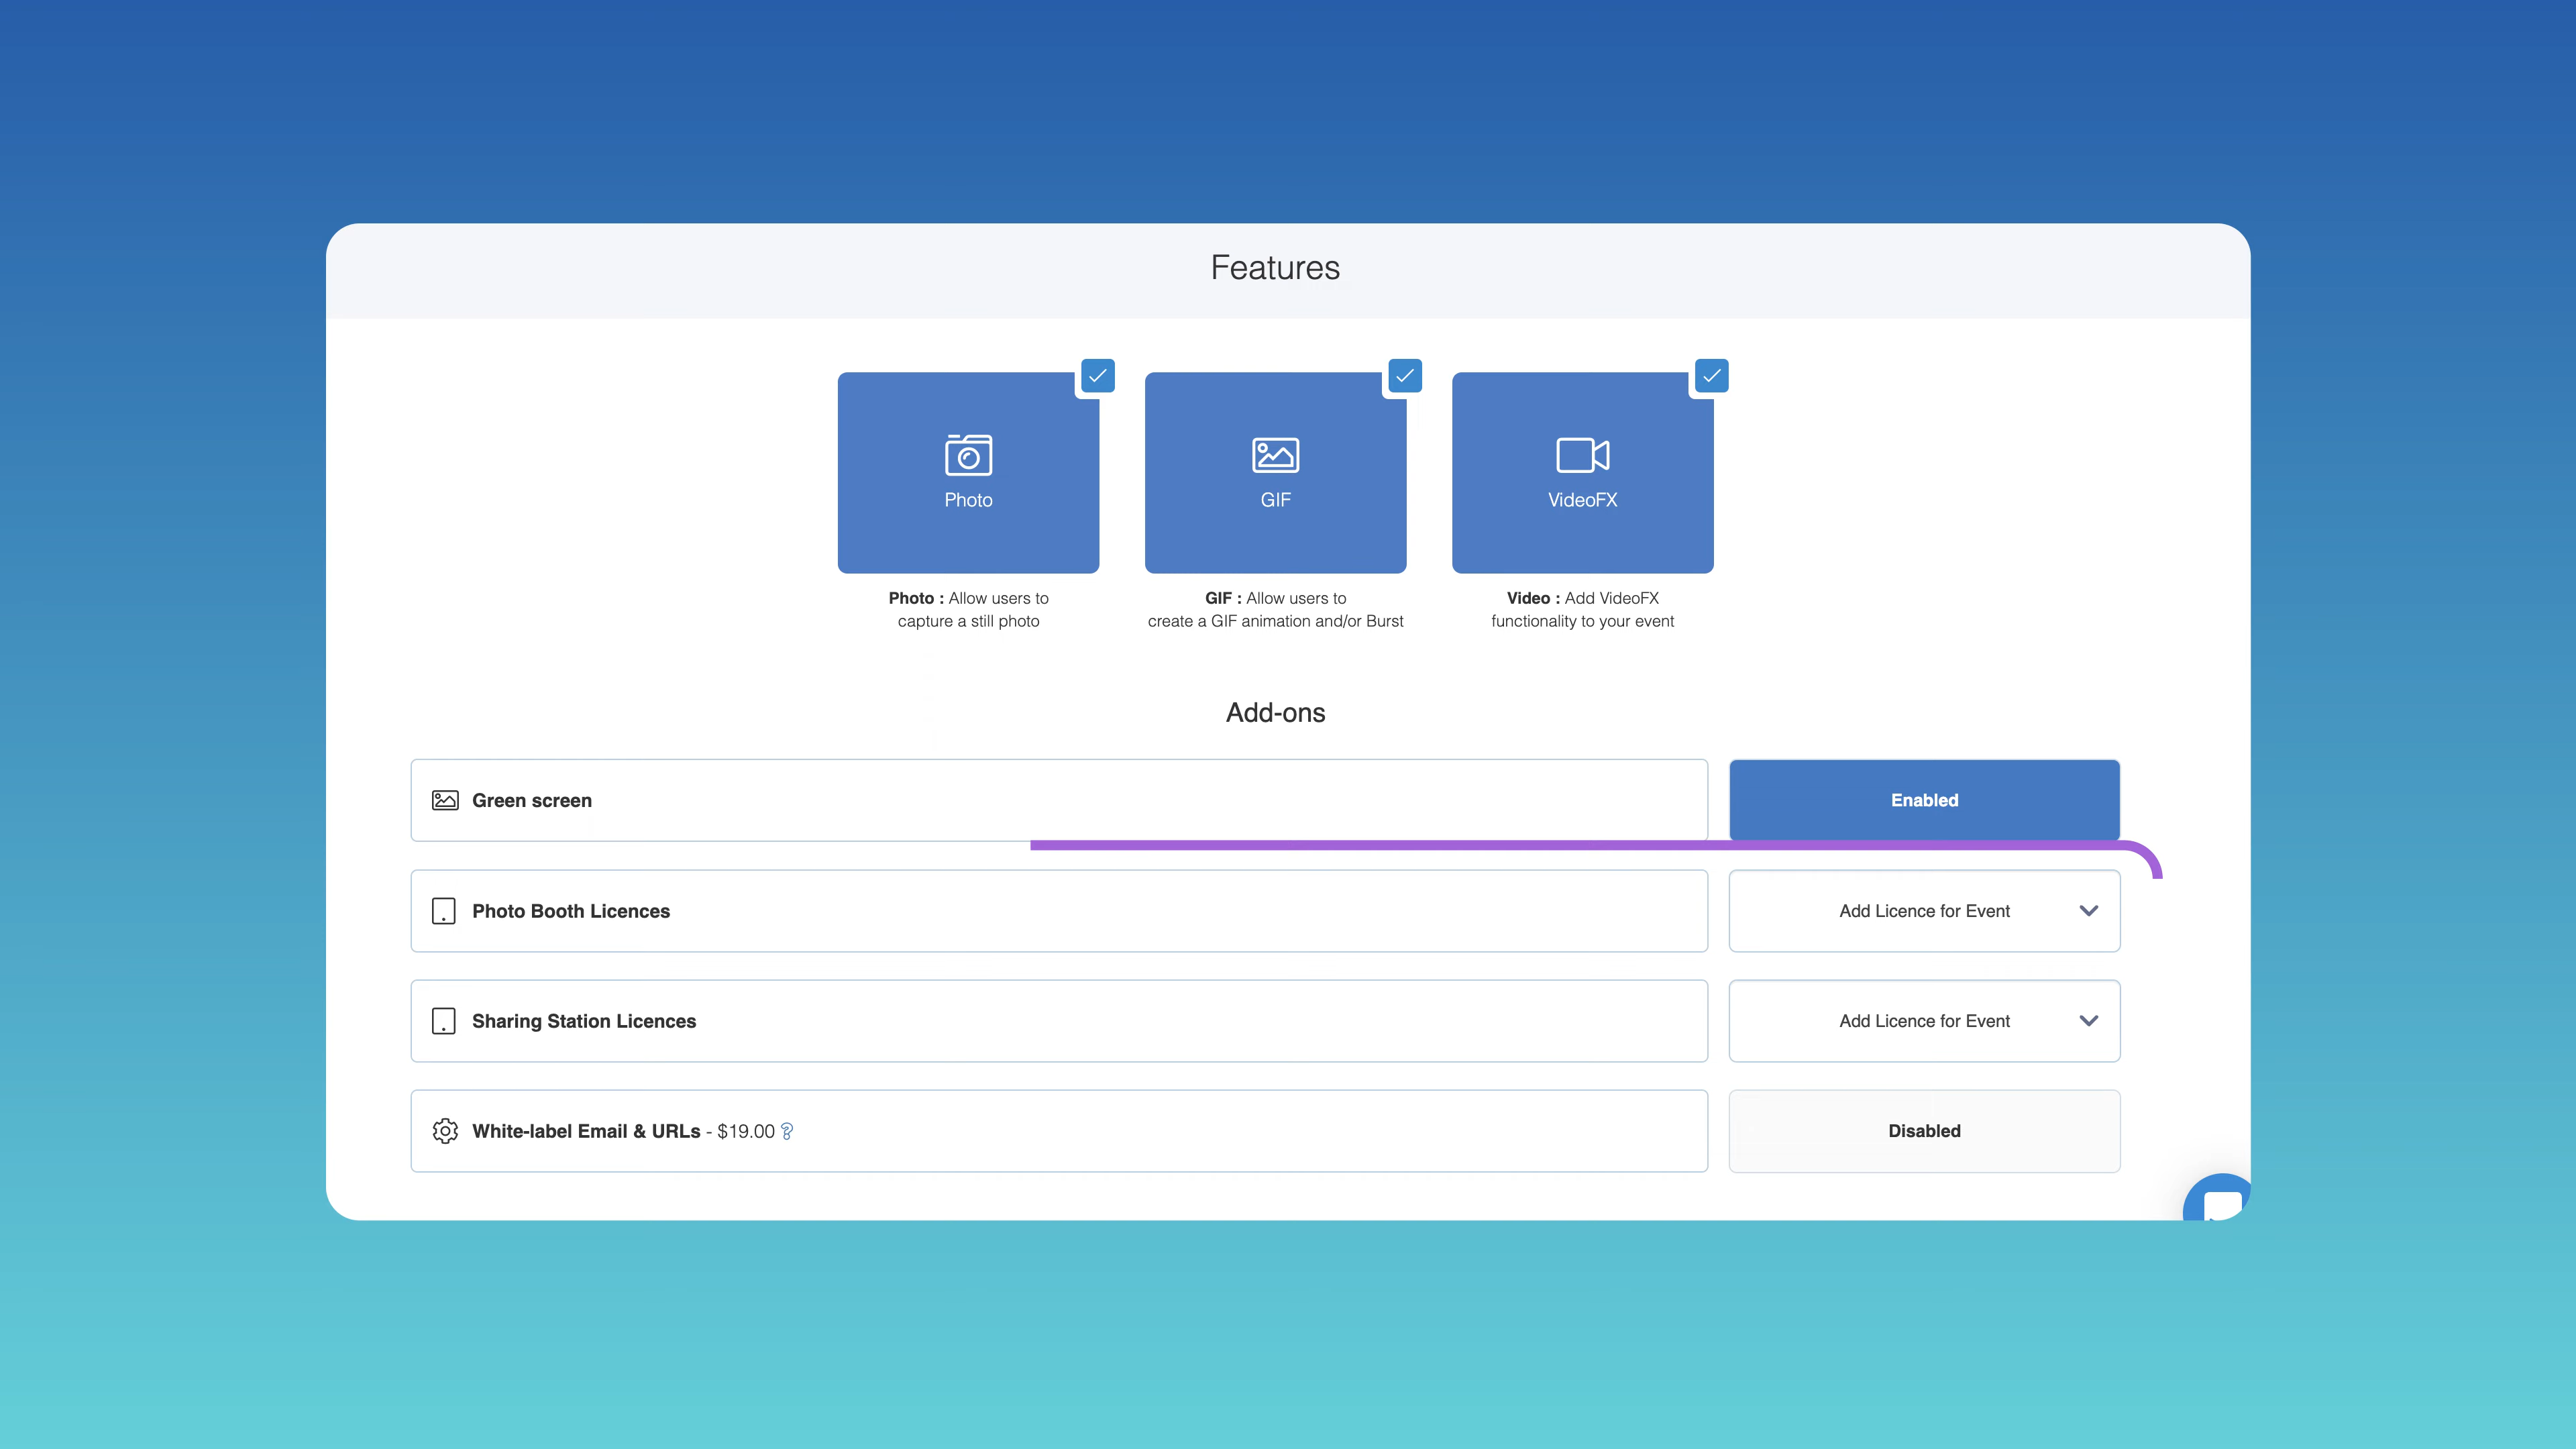 Features
Photo
GIF
VideoFX
Photo : Allow users to
capture a still photo
GIF : Allow users to
create a GIF animation and/or Burst
Video : Add VideoFX
functionality to your event
Add-ons
Green screen
Enabled
Photo Booth Licences
Add Licence for Event
Sharing Station Licences
Add Licence for Event
White-label Email & URLs - $19.00 ?
Disabled